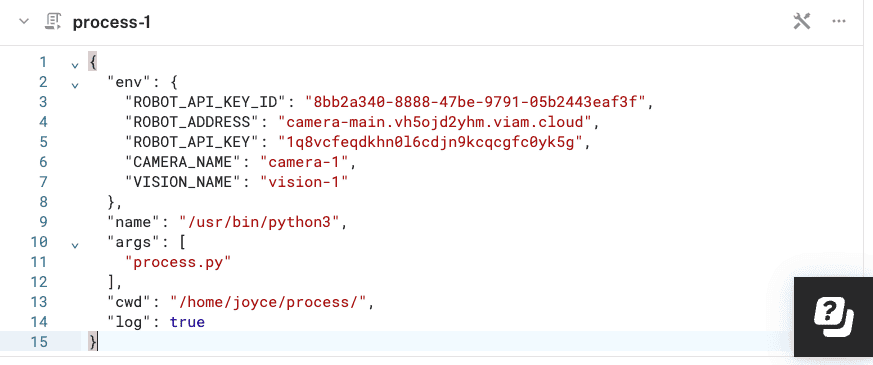 process-1
1 {
2 "env": {
3 "ROBOT_API_KEY_ID": "8bb2a340-8888-47be-9791-05b2443eaf3f",
4 "ROBOT_ADDRESS": "camera-main.vh5ojd2yhm.viam.cloud",
5 "ROBOT_API_KEY": "1q8vcfeqdkhn0l6cdjn9kcqcgfc0yk5g",
6 "CAMERA_NAME": "camera-1",
7 "VISION_NAME": "vision-1"
8 },
9 "name": "/usr/bin/python3",
10 "args": [
11 "process.py"
12 ],
13 "cwd": "/home/joyce/process/",
14 "log": true
15 }